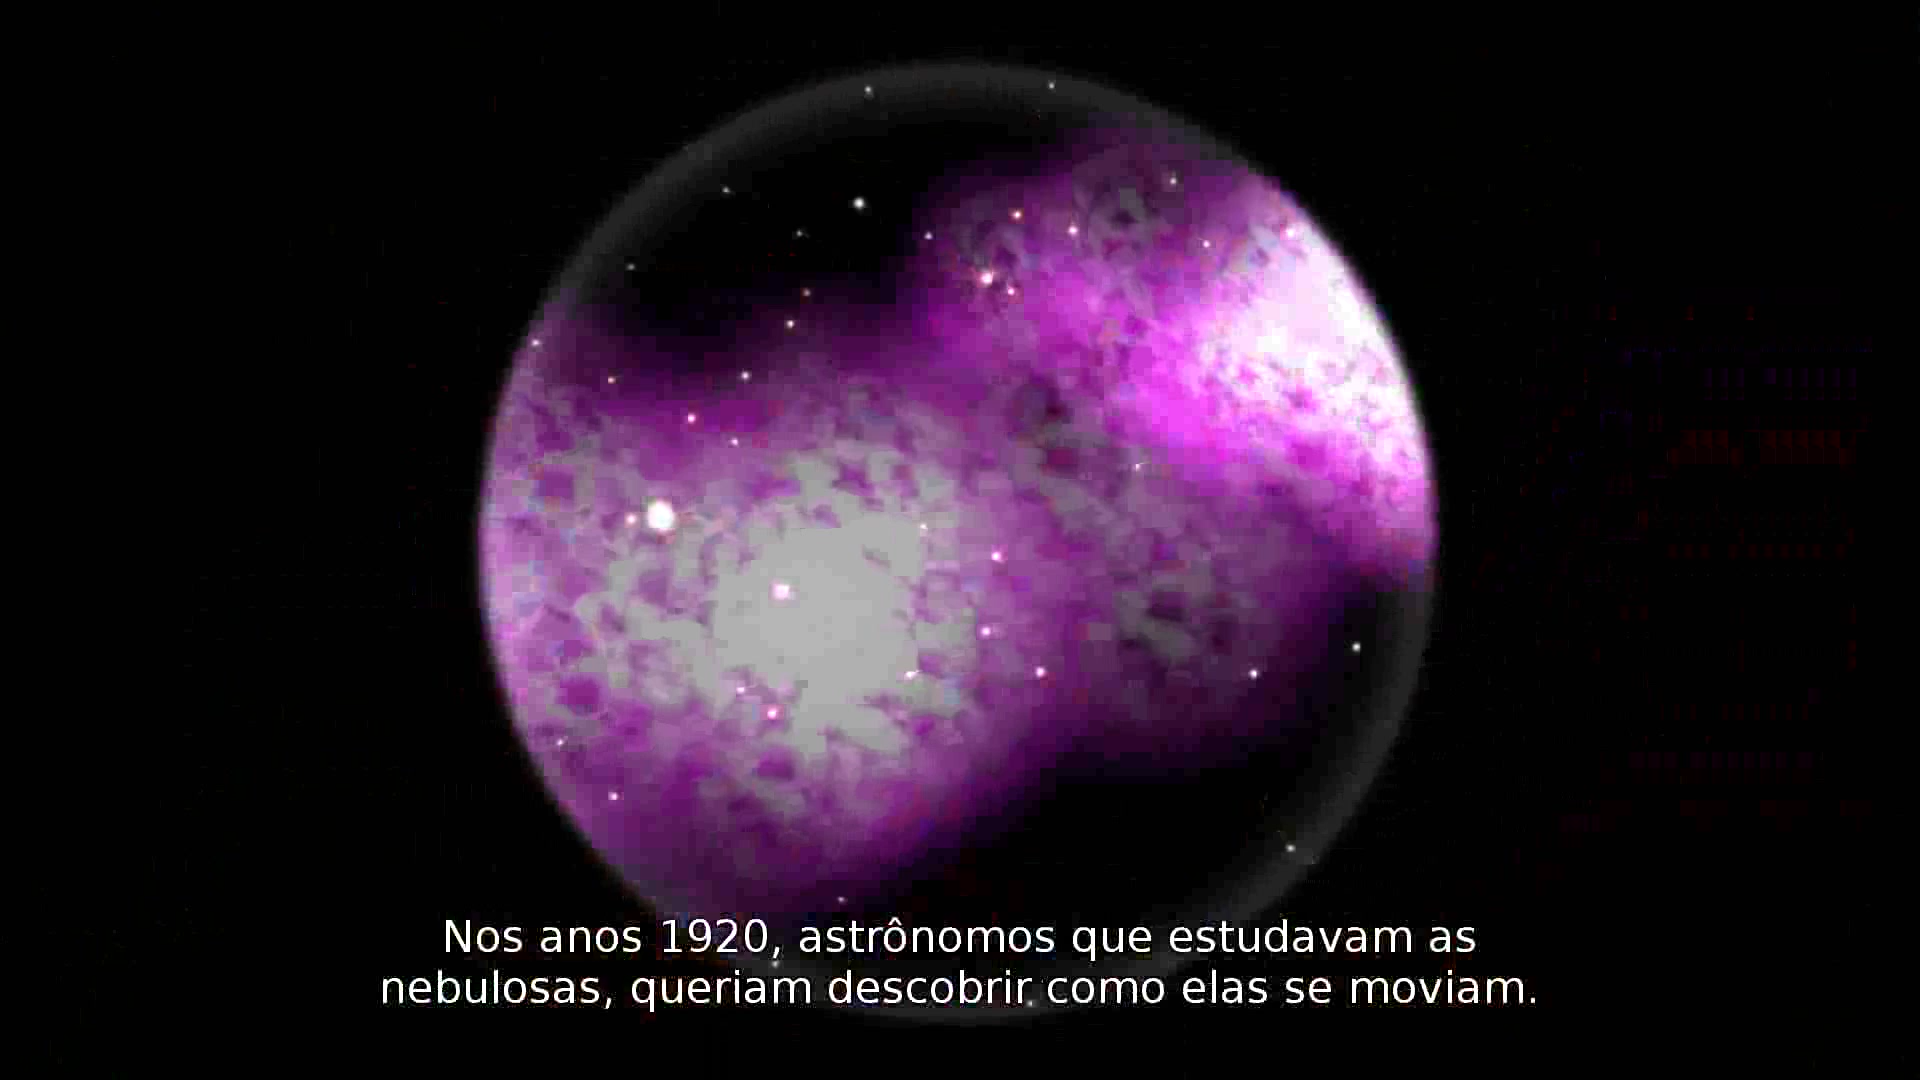 Nos anos 1920, astrônomos que estudavam as
nebulosas, queriam descobrir como elas se moviam.